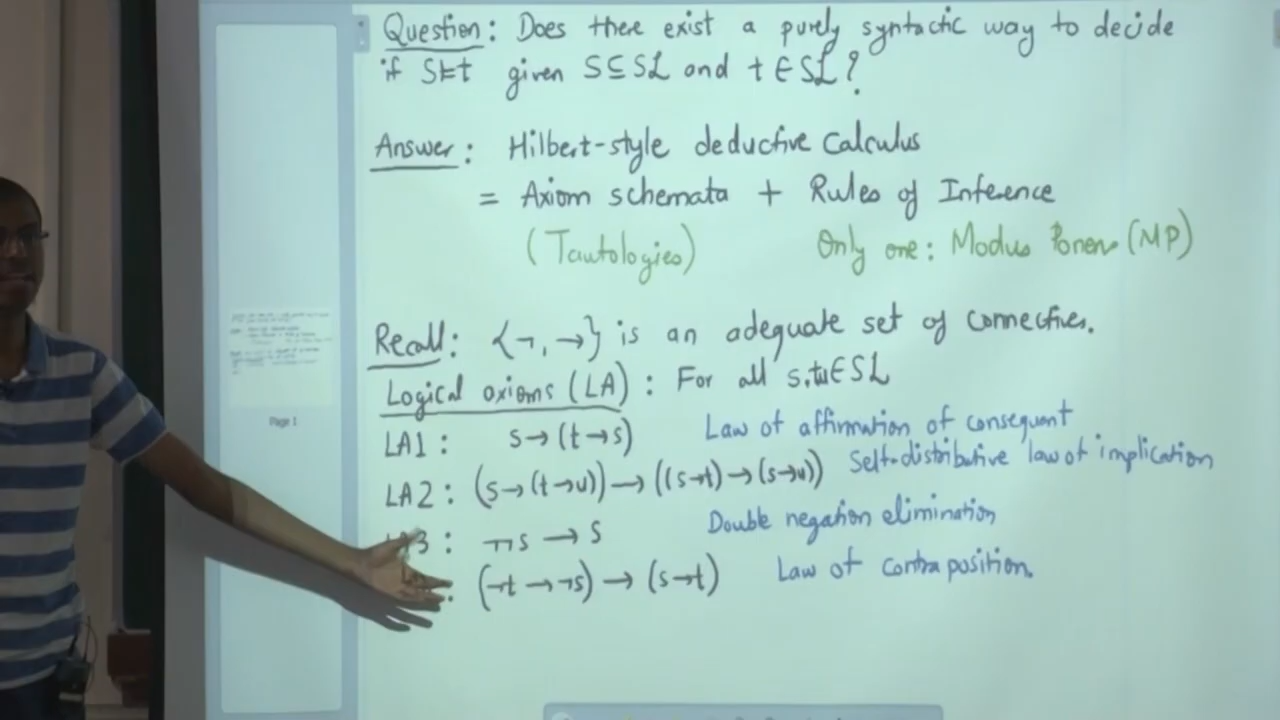 Question: Does there exist a purely syntactic way to decide
if S⊨t given S⊆SL and t∈SL?
Answer: Hilbert-style deductive Calculus
= Axiom schemata + Rules of Inference
(Tautologies) Only one: Modus Ponens (MP)
Recall: {¬,→} is an adequate set of connectives.
Logical axioms (LA): For all s,t,u∈SL
LA1: s→(t→s) Law of affirmation of consequent
LA2: (s→(t→u))→((s→t)→(s→u)) Self-distributive law of implication
3: ¬¬s→s Double negation elimination
(¬t→¬s)→(s→t) Law of contraposition.
Page 1